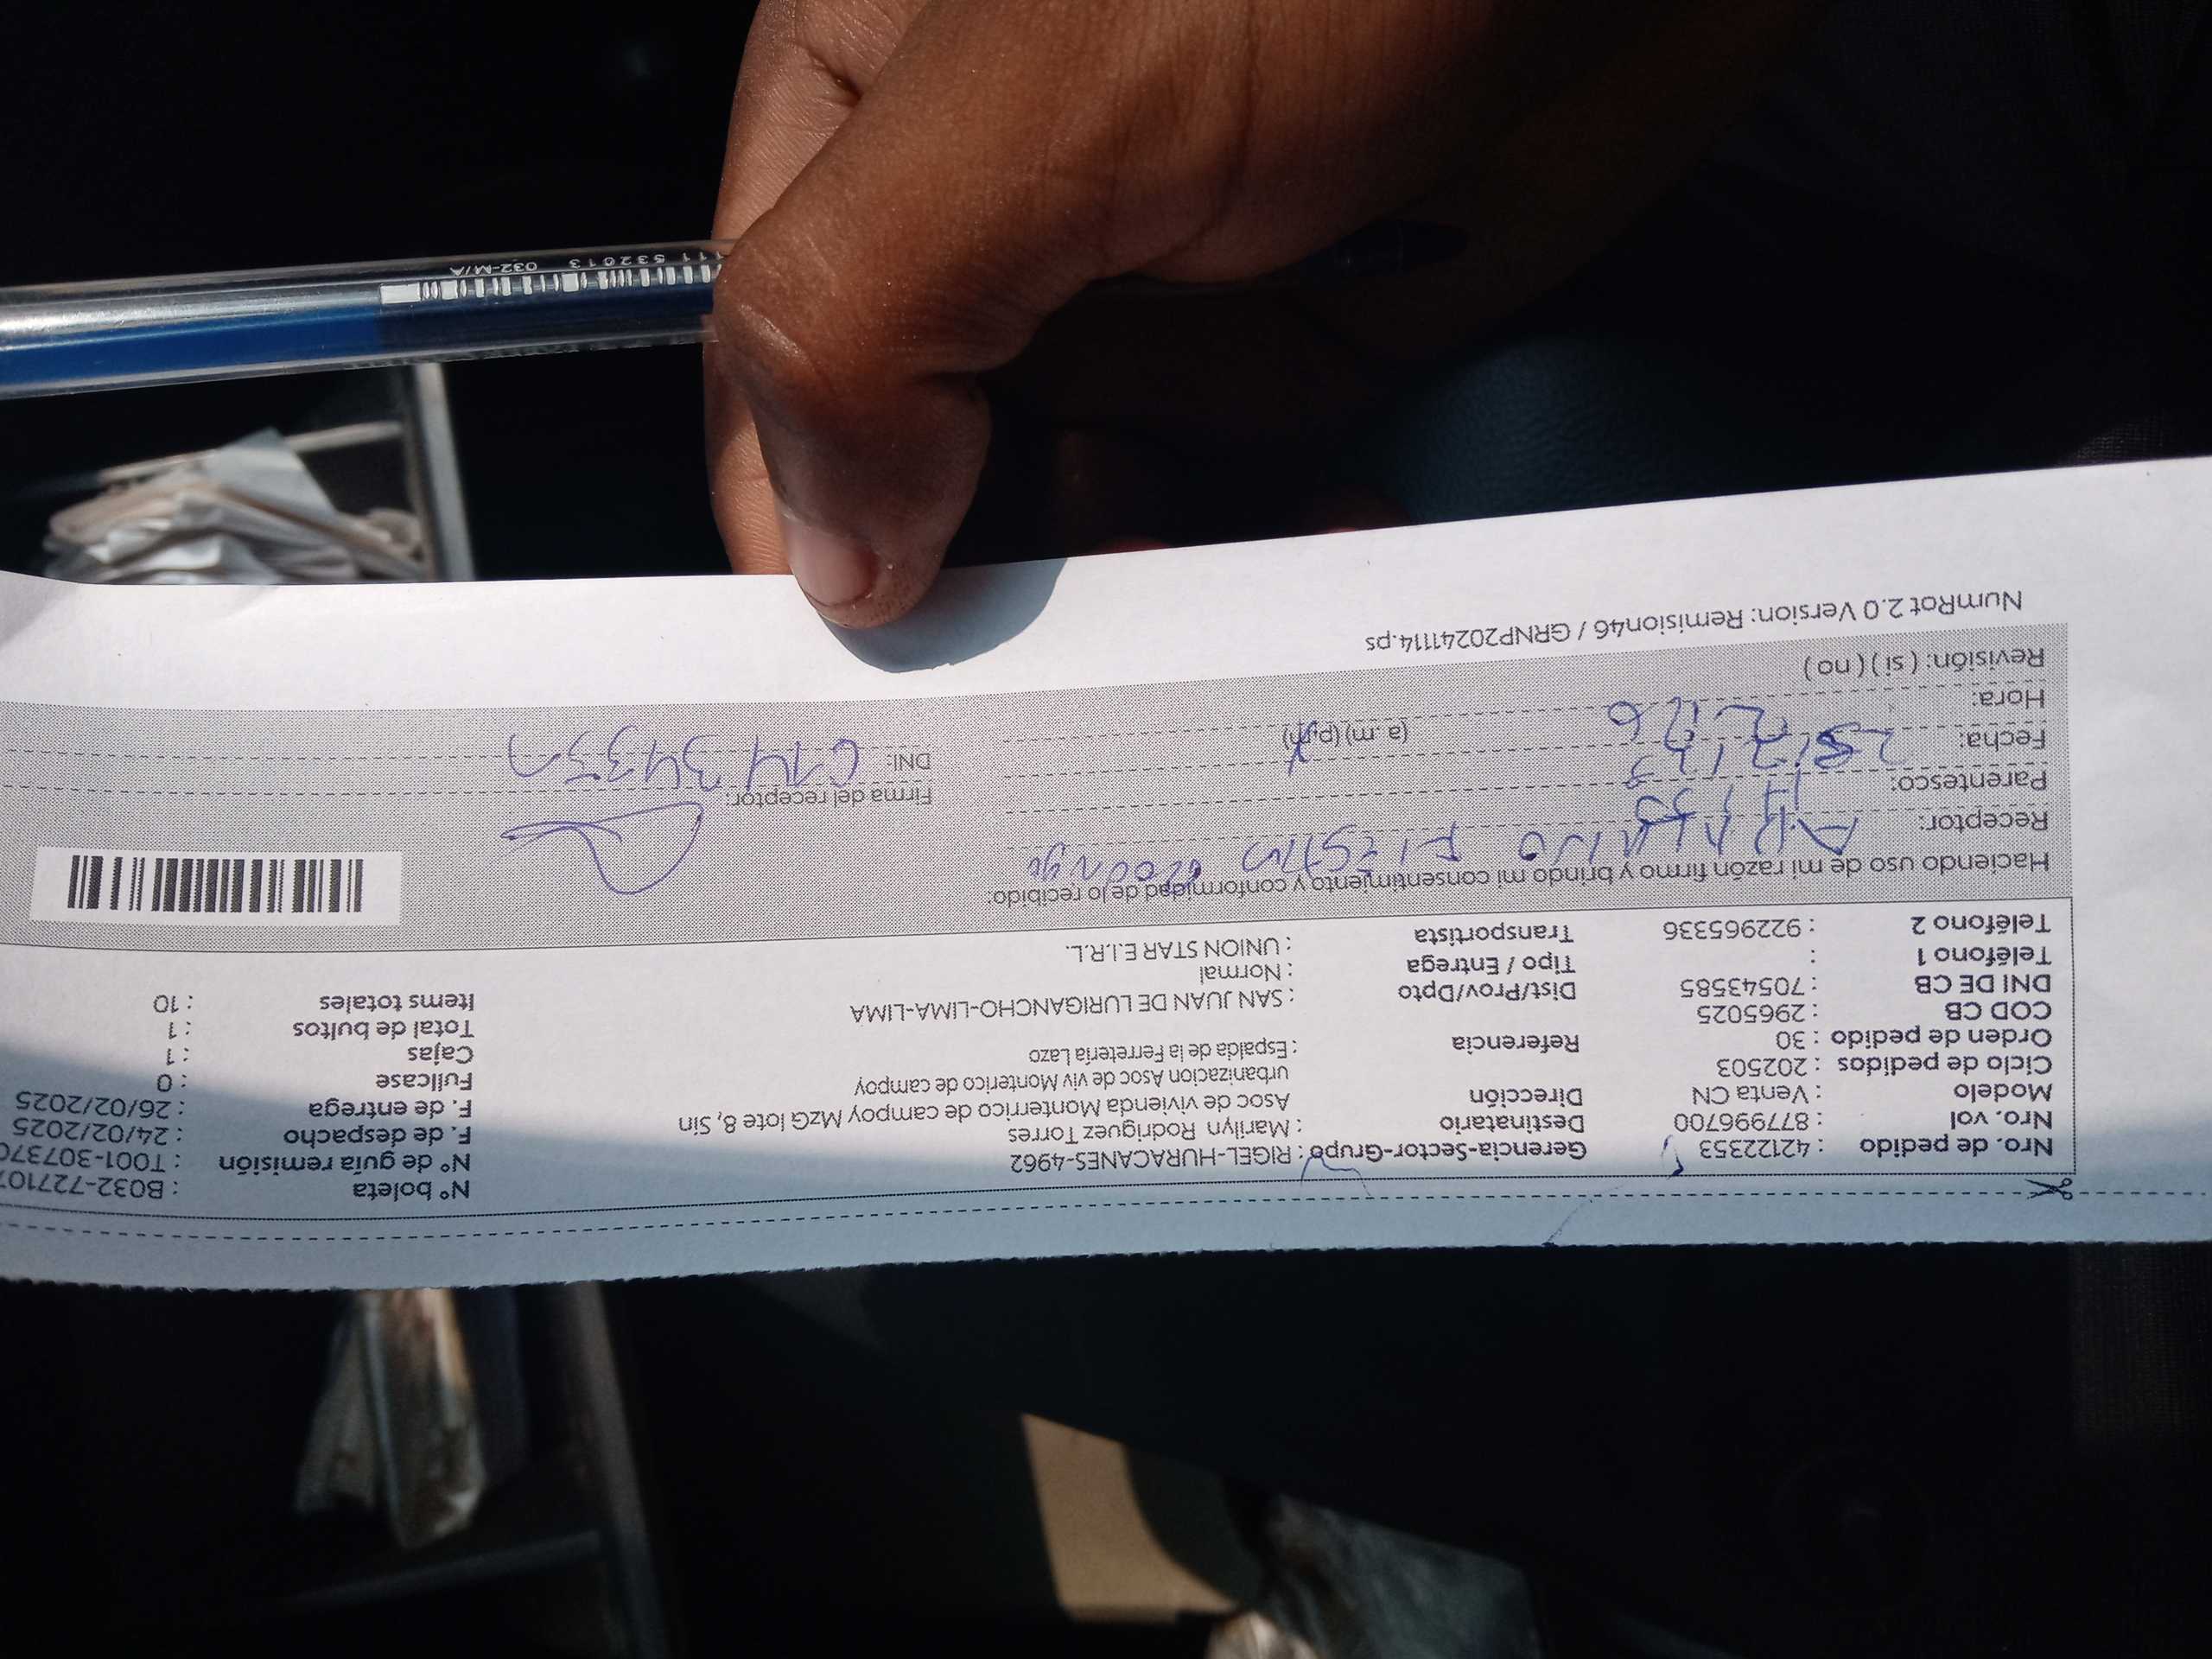 Nro. de pedido : 42122353 Gerencia-Sector-Grupo : RIGEL-HURACANES-4962 N° boleta : B032-727107
Nro. vol : 877996700 Destinatario : Marilyn Rodriguez Torres N° de guía remisión : T001-307370
Modelo : Venta CN Dirección Asoc de vivienda Monterrico de campoy MzG lote 8, Sin F. de despacho : 24/02/2025
Ciclo de pedidos : 202503 urbanizacion Asoc de viv Monterico de campoy F. de entrega : 26/02/2025
Orden de pedido : 30 Referencia : Espalda de la Ferretería Lazo Fullcase : 0
COD CB : 2965025 Cajas : 1
DNI DE CB : 70543585 Dist/Prov/Dpto : SAN JUAN DE LURIGANCHO-LIMA-LIMA Total de bultos : 1
Teléfono 1 : Tipo / Entrega : Normal Items totales : 10
Teléfono 2 : 922965336 Transportista : UNION STAR E.I.R.L.
Haciendo uso de mi razón firmo y brindo mi consentimiento y conformidad de lo recibido:
Receptor:
Parentesco: Firma del receptor:
Fecha: DNI:
Hora: (a. m) (p. m)
Revisión: ( si ) ( no )
NumRot 2.0 Version: Remision46 / GRNP20241114.ps
532013 032-M/A